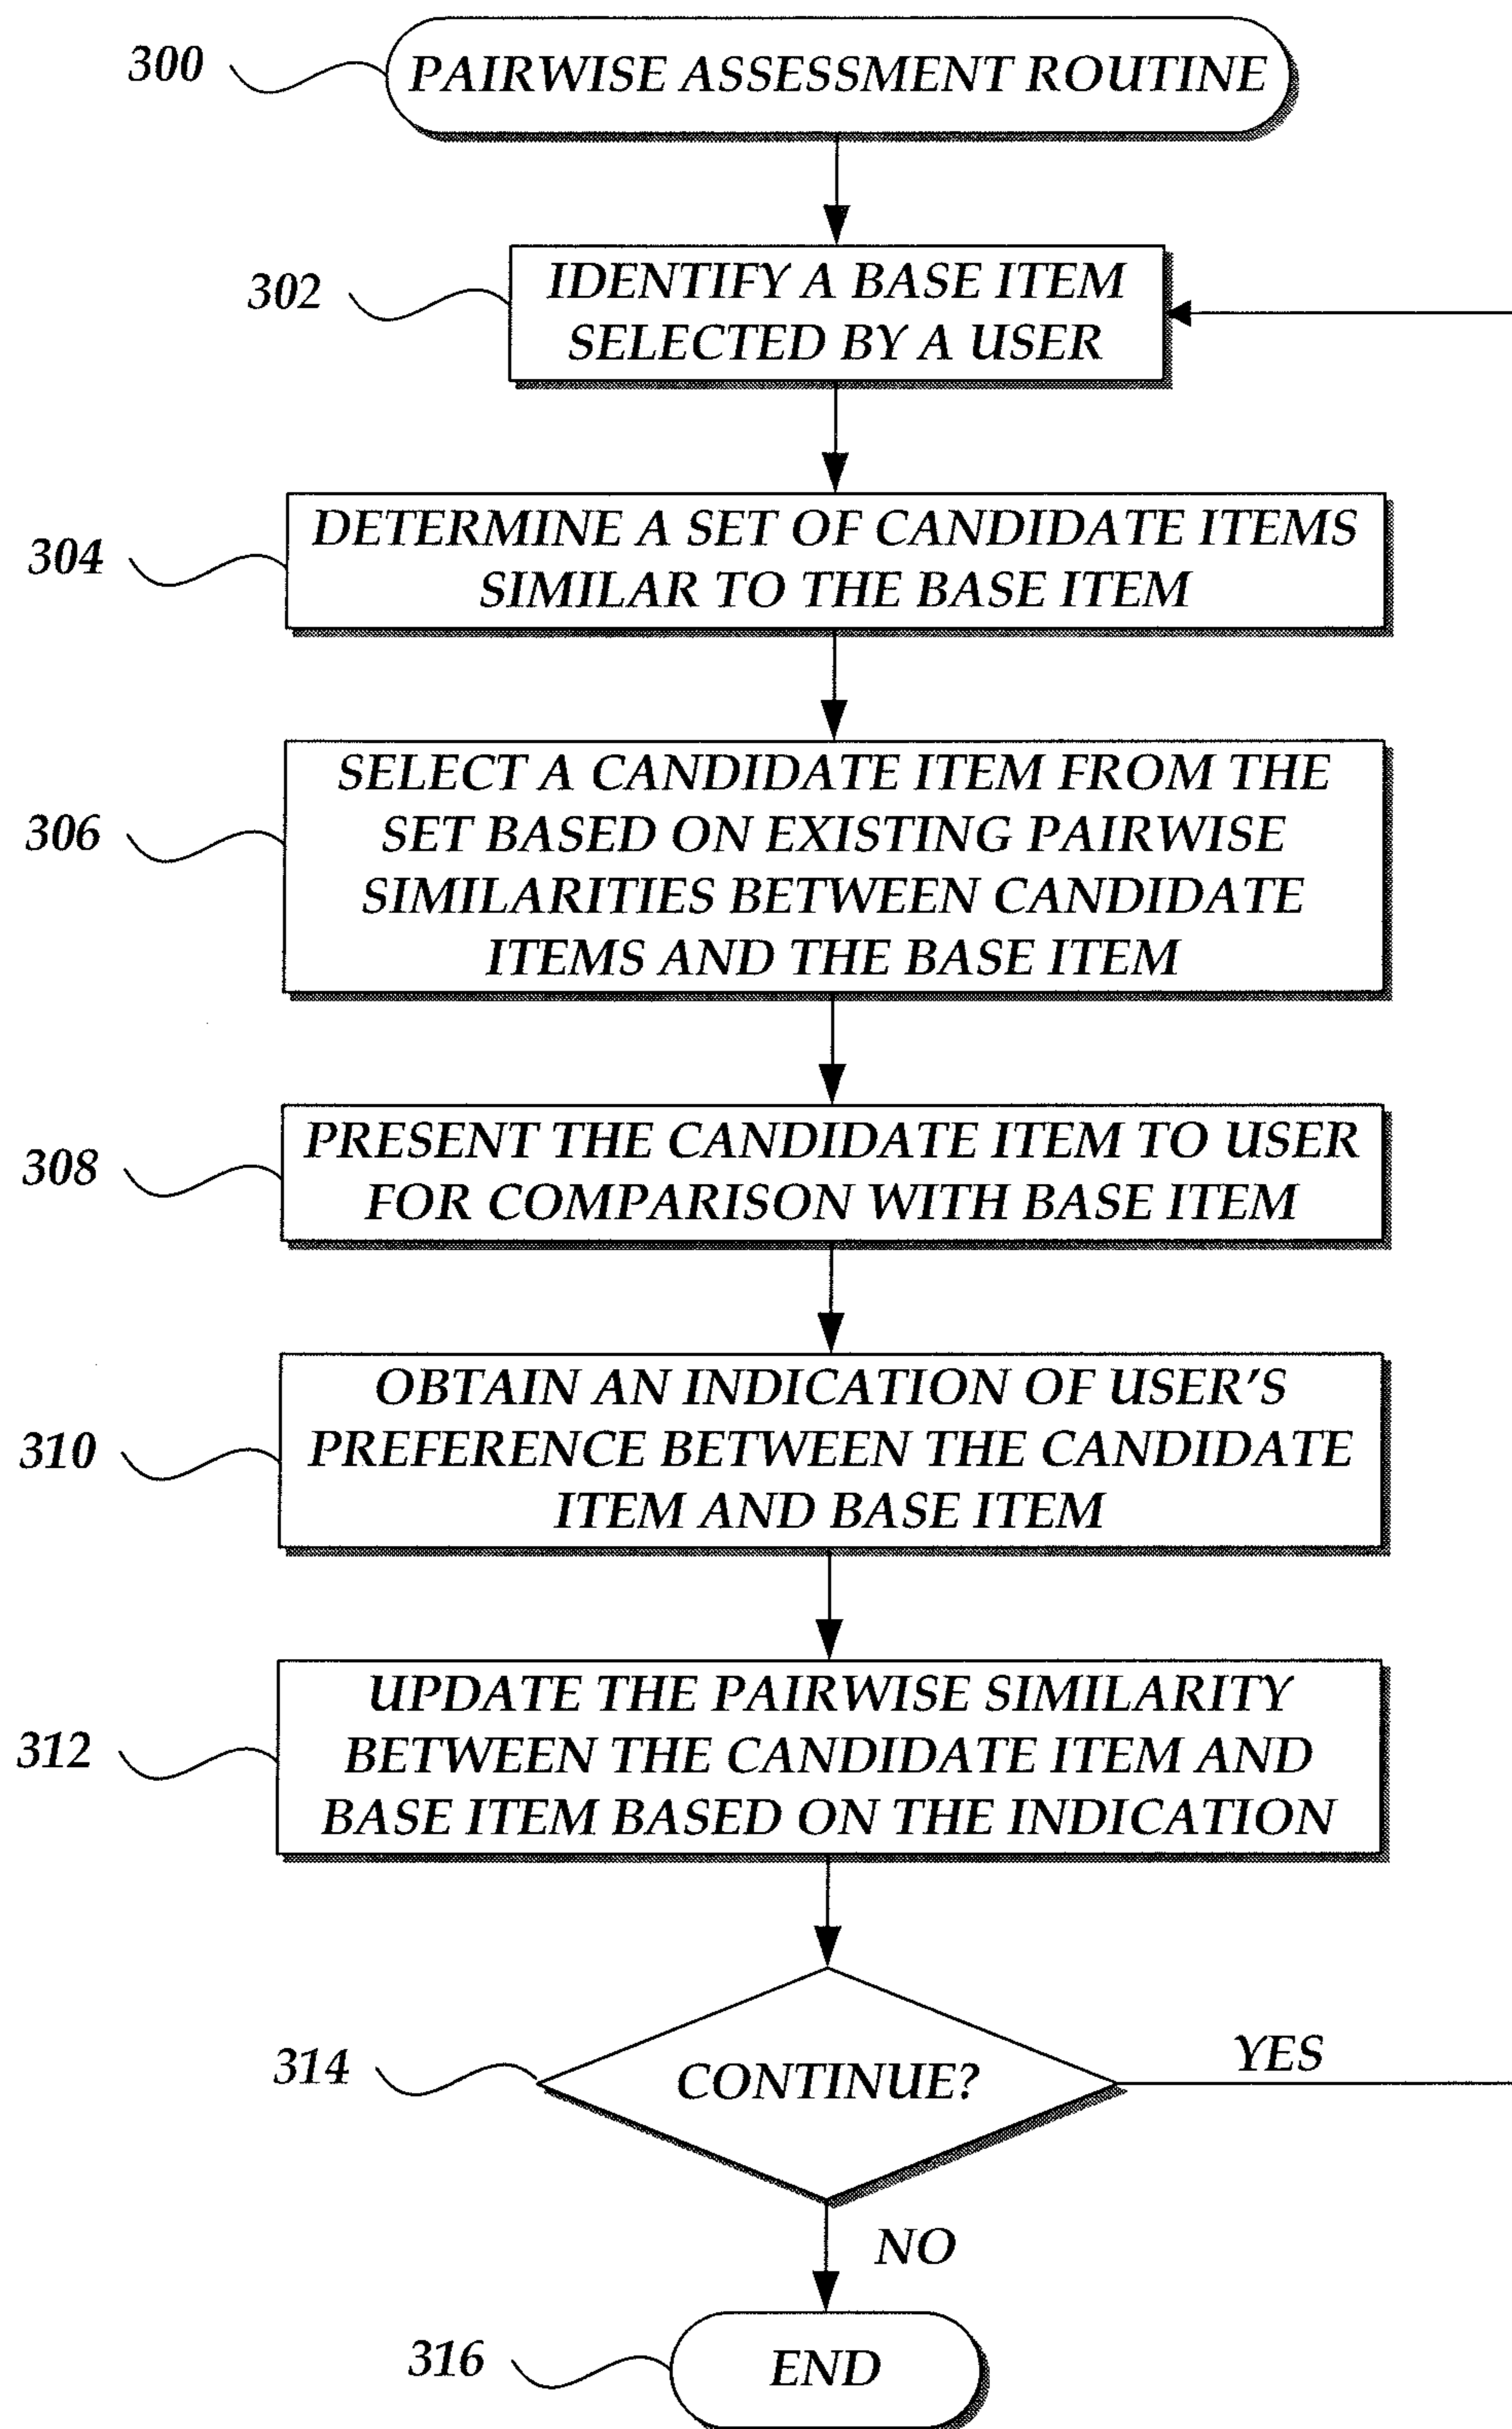 300
PAIRWISE ASSESSMENT ROUTINE
302
IDENTIFY A BASE ITEM
SELECTED BY A USER
304
DETERMINE A SET OF CANDIDATE ITEMS
SIMILAR TO THE BASE ITEM
306
SELECT A CANDIDATE ITEM FROM THE
SET BASED ON EXISTING PAIRWISE
SIMILARITIES BETWEEN CANDIDATE
ITEMS AND THE BASE ITEM
308
PRESENT THE CANDIDATE ITEM TO USER
FOR COMPARISON WITH BASE ITEM
310
OBTAIN AN INDICATION OF USER'S
PREFERENCE BETWEEN THE CANDIDATE
ITEM AND BASE ITEM
312
UPDATE THE PAIRWISE SIMILARITY
BETWEEN THE CANDIDATE ITEM AND
BASE ITEM BASED ON THE INDICATION
314
CONTINUE?
YES
NO
316
END